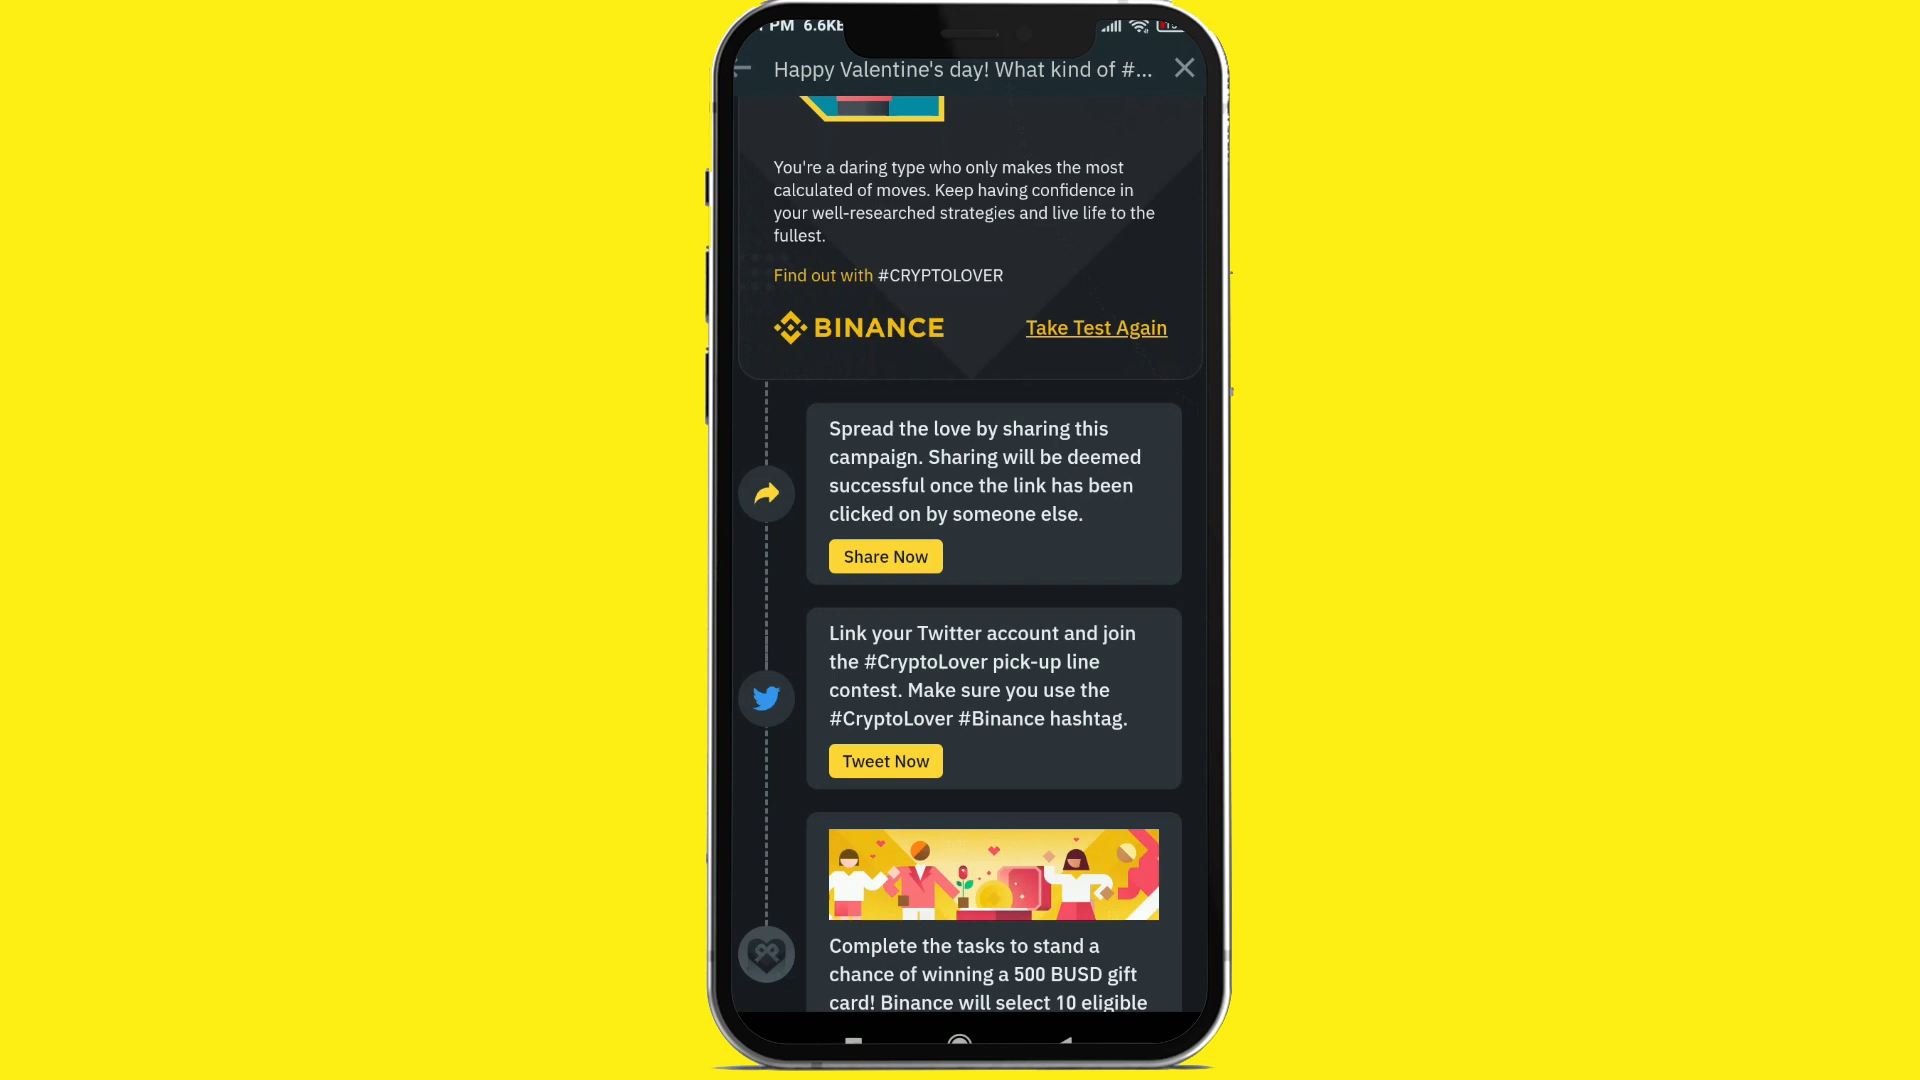 PM 6.6KB
Happy Valentine's day! What kind of #...
You're a daring type who only makes the most
calculated of moves. Keep having confidence in
your well-researched strategies and live life to the
fullest.
Find out with #CRYPTOLOVER
BINANCE
Take Test Again
Spread the love by sharing this
campaign. Sharing will be deemed
successful once the link has been
clicked on by someone else.
Share Now
Link your Twitter account and join
the #CryptoLover pick-up line
contest. Make sure you use the
#CryptoLover #Binance hashtag.
Tweet Now
Complete the tasks to stand a
chance of winning a 500 BUSD gift
card! Binance will select 10 eligible